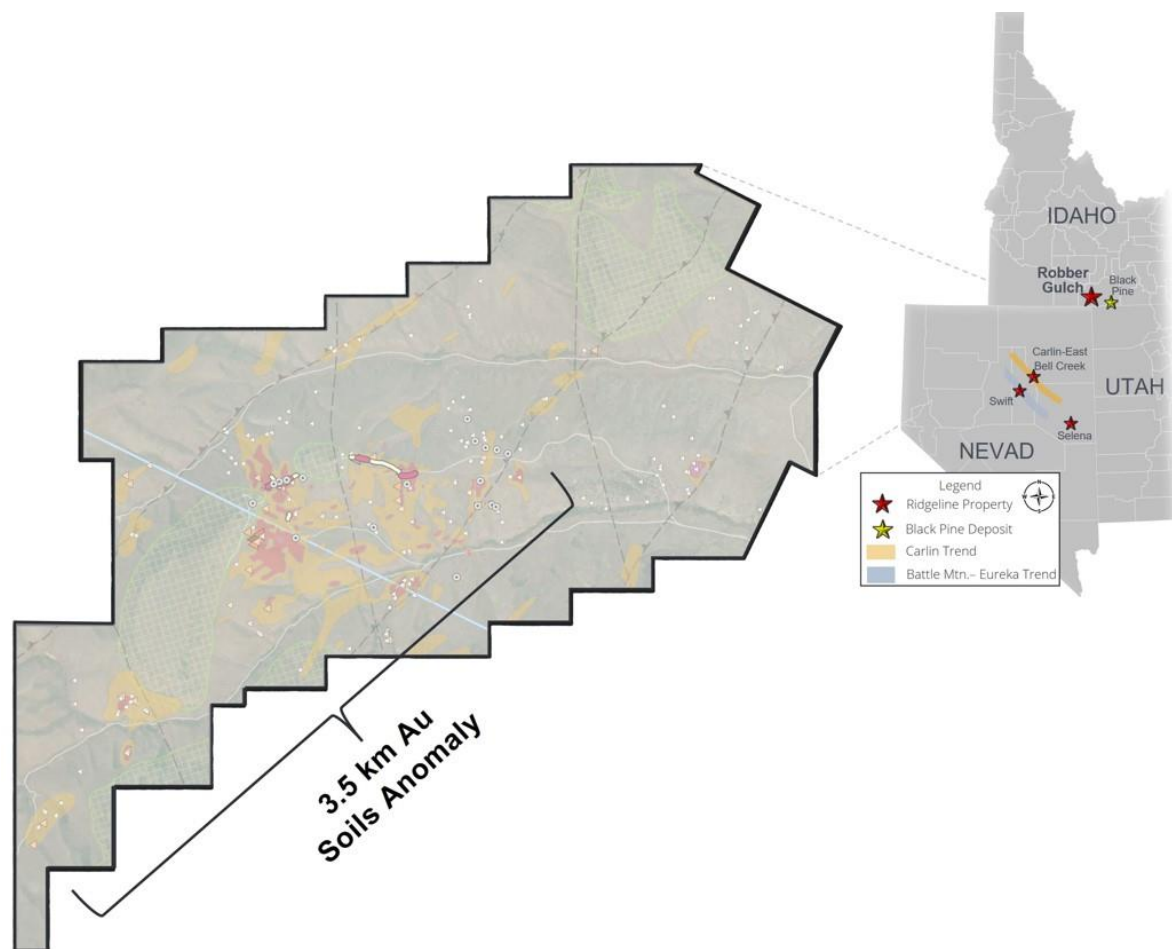 IDAHO
Robber
Gulch
Black
Pine
Carlin-East
Bell Creek
Swift
UTAH
Selena
NEVAD
Legend
Ridgeline Property
Black Pine Deposit
Carlin Trend
Battle Mtn.– Eureka Trend
3.5 km Au
Soils Anomaly